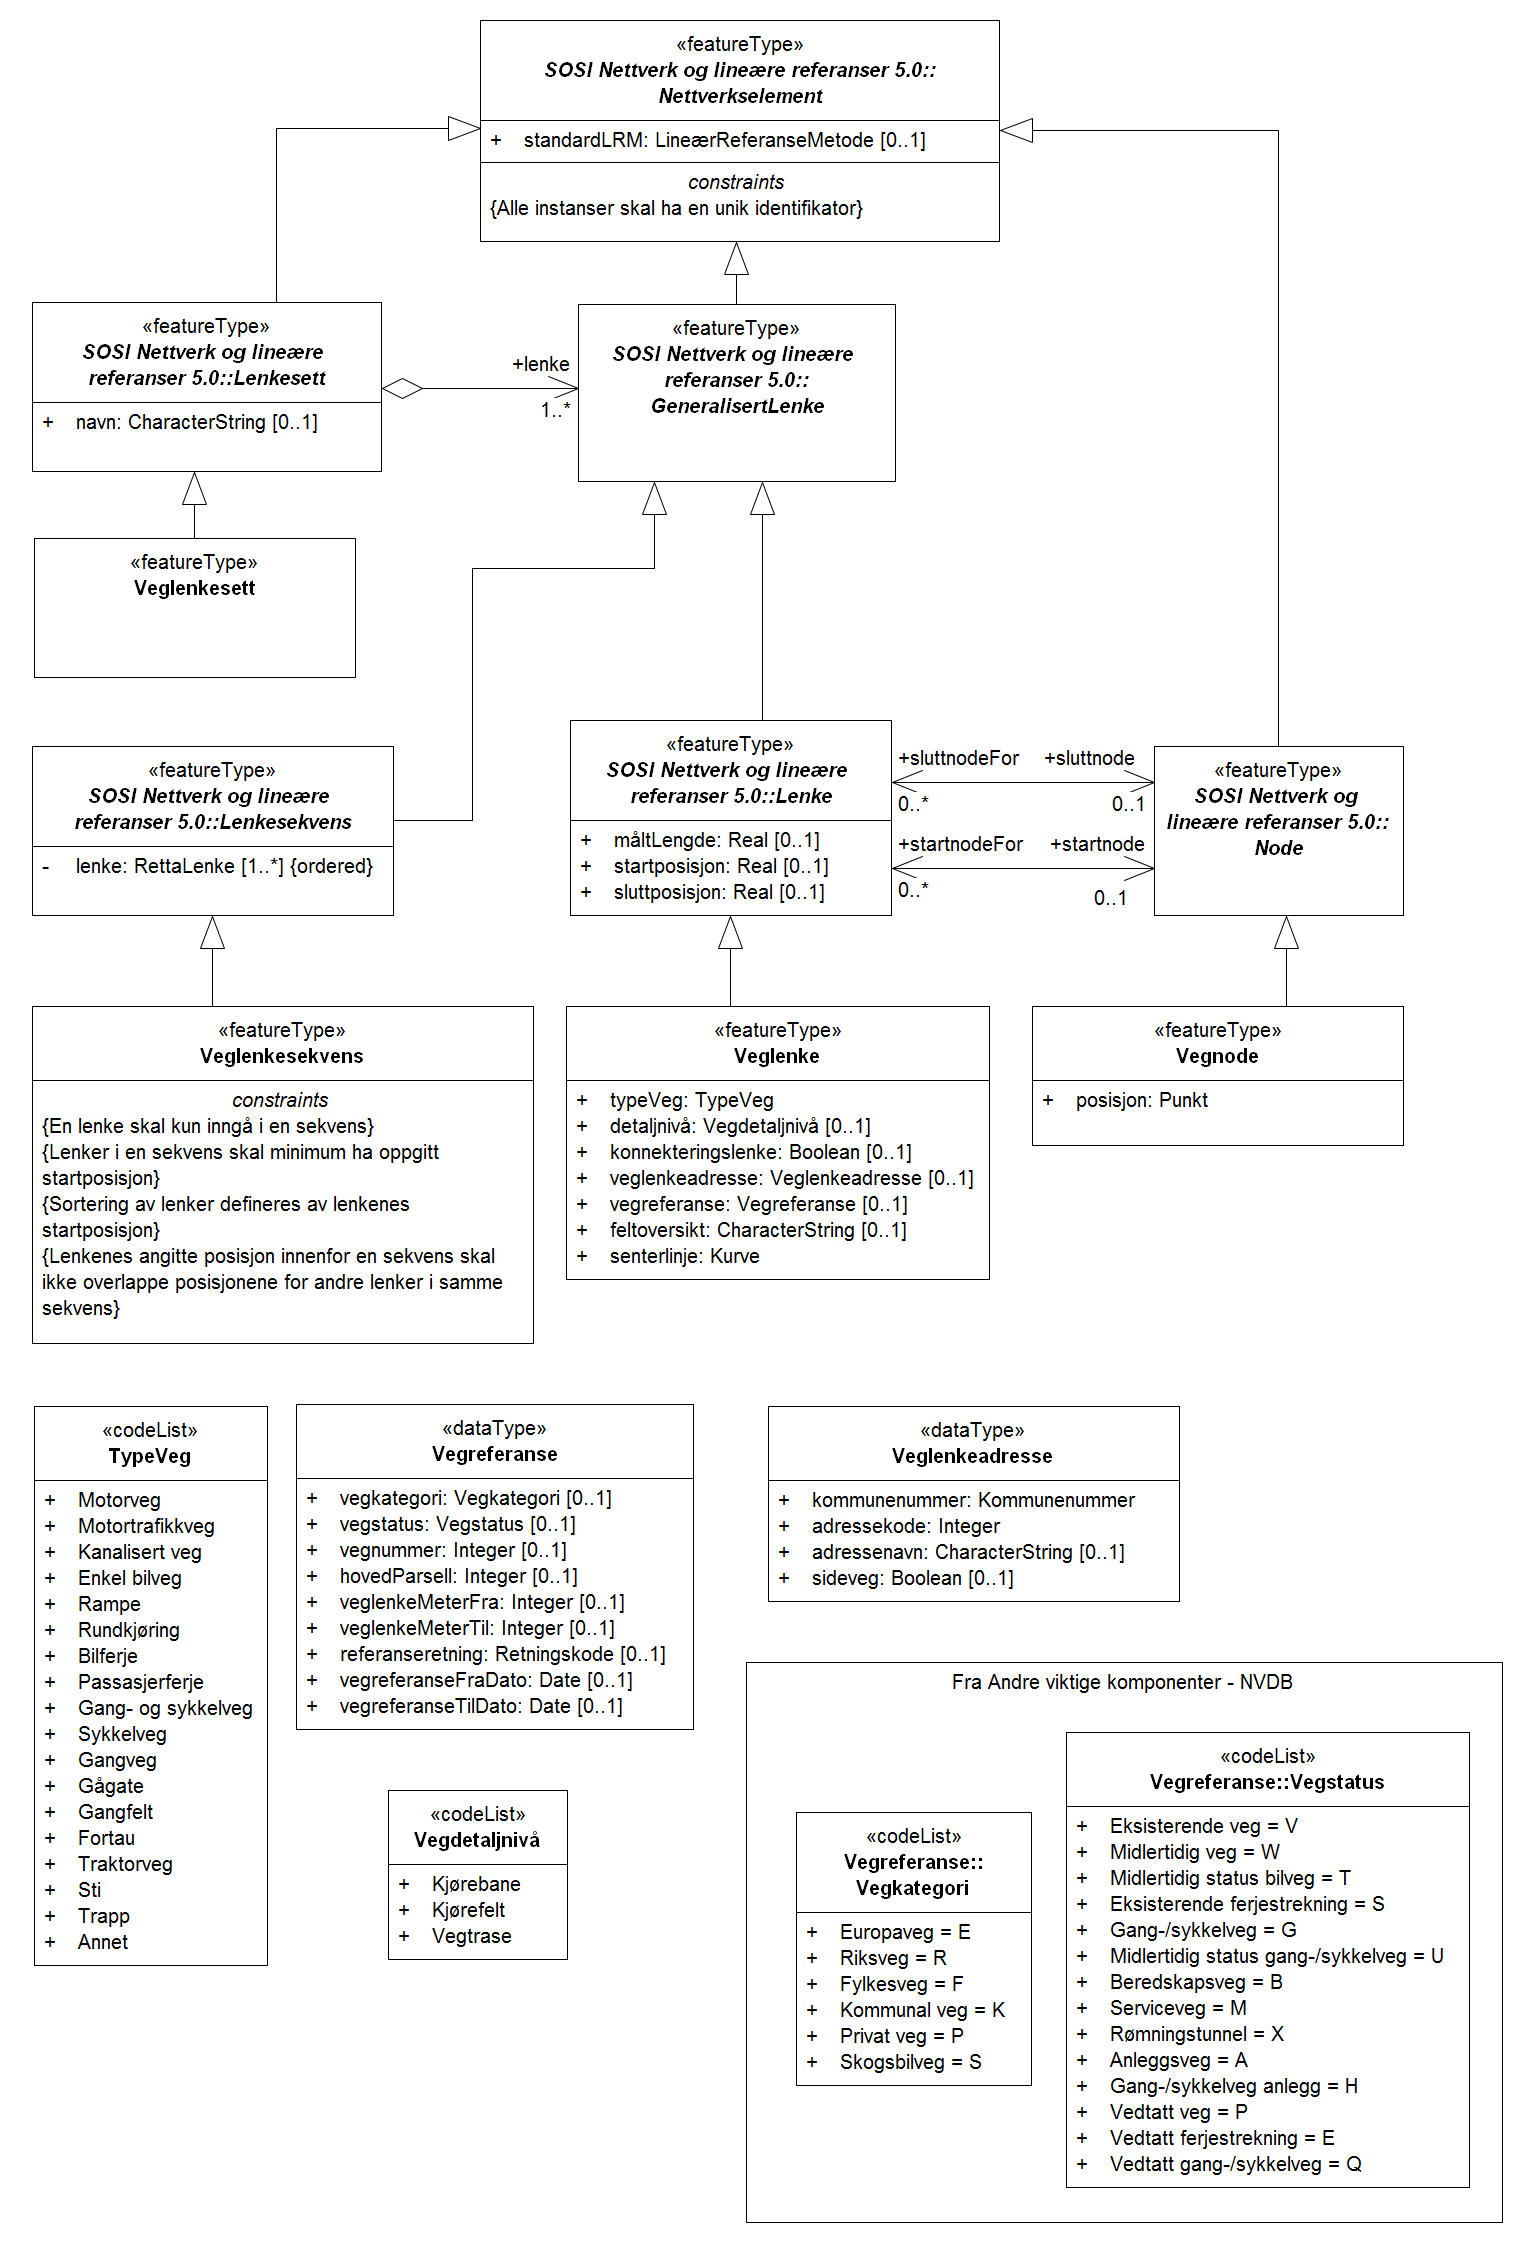 «featureType»
SOSI Nettverk og lineære referanser 5.0::
Nettverkselement
+ standardLRM: LineærReferanseMetode [0..1]
constraints
{Alle instanser skal ha en unik identifikator}
«featureType»
SOSI Nettverk og lineære
referanser 5.0::Lenkesett
+ navn: CharacterString [0..1]
+lenke
1..*
«featureType»
SOSI Nettverk og lineære
referanser 5.0::
GeneralisertLenke
«featureType»
Veglenkesett
«featureType»
SOSI Nettverk og lineære
referanser 5.0::Lenkesekvens
- lenke: RettaLenke [1..*] {ordered}
«featureType»
SOSI Nettverk og lineære
referanser 5.0::Lenke
+ måltLengde: Real [0..1]
+ startposisjon: Real [0..1]
+ sluttposisjon: Real [0..1]
+sluttnodeFor
+sluttnode
0..*
0..1
+startnodeFor
+startnode
0..*
0..1
«featureType»
SOSI Nettverk og
lineære referanser 5.0::
Node
«featureType»
Veglenkesekvens
constraints
{En lenke skal kun inngå i en sekvens}
{Lenker i en sekvens skal minimum ha oppgitt
startposisjon}
{Sortering av lenker defineres av lenkenes
startposisjon}
{Lenkenes angitte posisjon innenfor en sekvens skal
ikke overlappe posisjonene for andre lenker i samme
sekvens}
«featureType»
Veglenke
+ typeVeg: TypeVeg
+ detaljnivå: Vegdetaljnivå [0..1]
+ konnekteringslenke: Boolean [0..1]
+ veglenkeadresse: Veglenkeadresse [0..1]
+ vegreferanse: Vegreferanse [0..1]
+ feltoversikt: CharacterString [0..1]
+ senterlinje: Kurve
«featureType»
Vegnode
+ posisjon: Punkt
«codeList»
TypeVeg
+ Motorveg
+ Motortrafikkveg
+ Kanalisert veg
+ Enkel bilveg
+ Rampe
+ Rundkjøring
+ Bilferje
+ Passasjerferje
+ Gang- og sykkelveg
+ Sykkelveg
+ Gangveg
+ Gågate
+ Gangfelt
+ Fortau
+ Traktorveg
+ Sti
+ Trapp
+ Annet
«dataType»
Vegreferanse
+ vegkategori: Vegkategori [0..1]
+ vegstatus: Vegstatus [0..1]
+ vegnummer: Integer [0..1]
+ hovedParsell: Integer [0..1]
+ veglenkeMeterFra: Integer [0..1]
+ veglenkeMeterTil: Integer [0..1]
+ referanseretning: Retningskode [0..1]
+ vegreferanseFraDato: Date [0..1]
+ vegreferanseTilDato: Date [0..1]
«codeList»
Vegdetaljnivå
+ Kjørebane
+ Kjørefelt
+ Vegtrase
«dataType»
Veglenkeadresse
+ kommunenummer: Kommunenummer
+ adressekode: Integer
+ adressenavn: CharacterString [0..1]
+ sideveg: Boolean [0..1]
Fra Andre viktige komponenter - NVDB
«codeList»
Vegreferanse::
Vegkategori
+ Europaveg = E
+ Riksveg = R
+ Fylkesveg = F
+ Kommunal veg = K
+ Privat veg = P
+ Skogsbilveg = S
«codeList»
Vegreferanse::Vegstatus
+ Eksisterende veg = V
+ Midlertidig veg = W
+ Midlertidig status bilveg = T
+ Eksisterende ferjestrekning = S
+ Gang-/sykkelveg = G
+ Midlertidig status gang-/sykkelveg = U
+ Beredskapsveg = B
+ Serviceveg = M
+ Rømningstunnel = X
+ Anleggsveg = A
+ Gang-/sykkelveg anlegg = H
+ Vedtatt veg = P
+ Vedtatt ferjestrekning = E
+ Vedtatt gang-/sykkelveg = Q